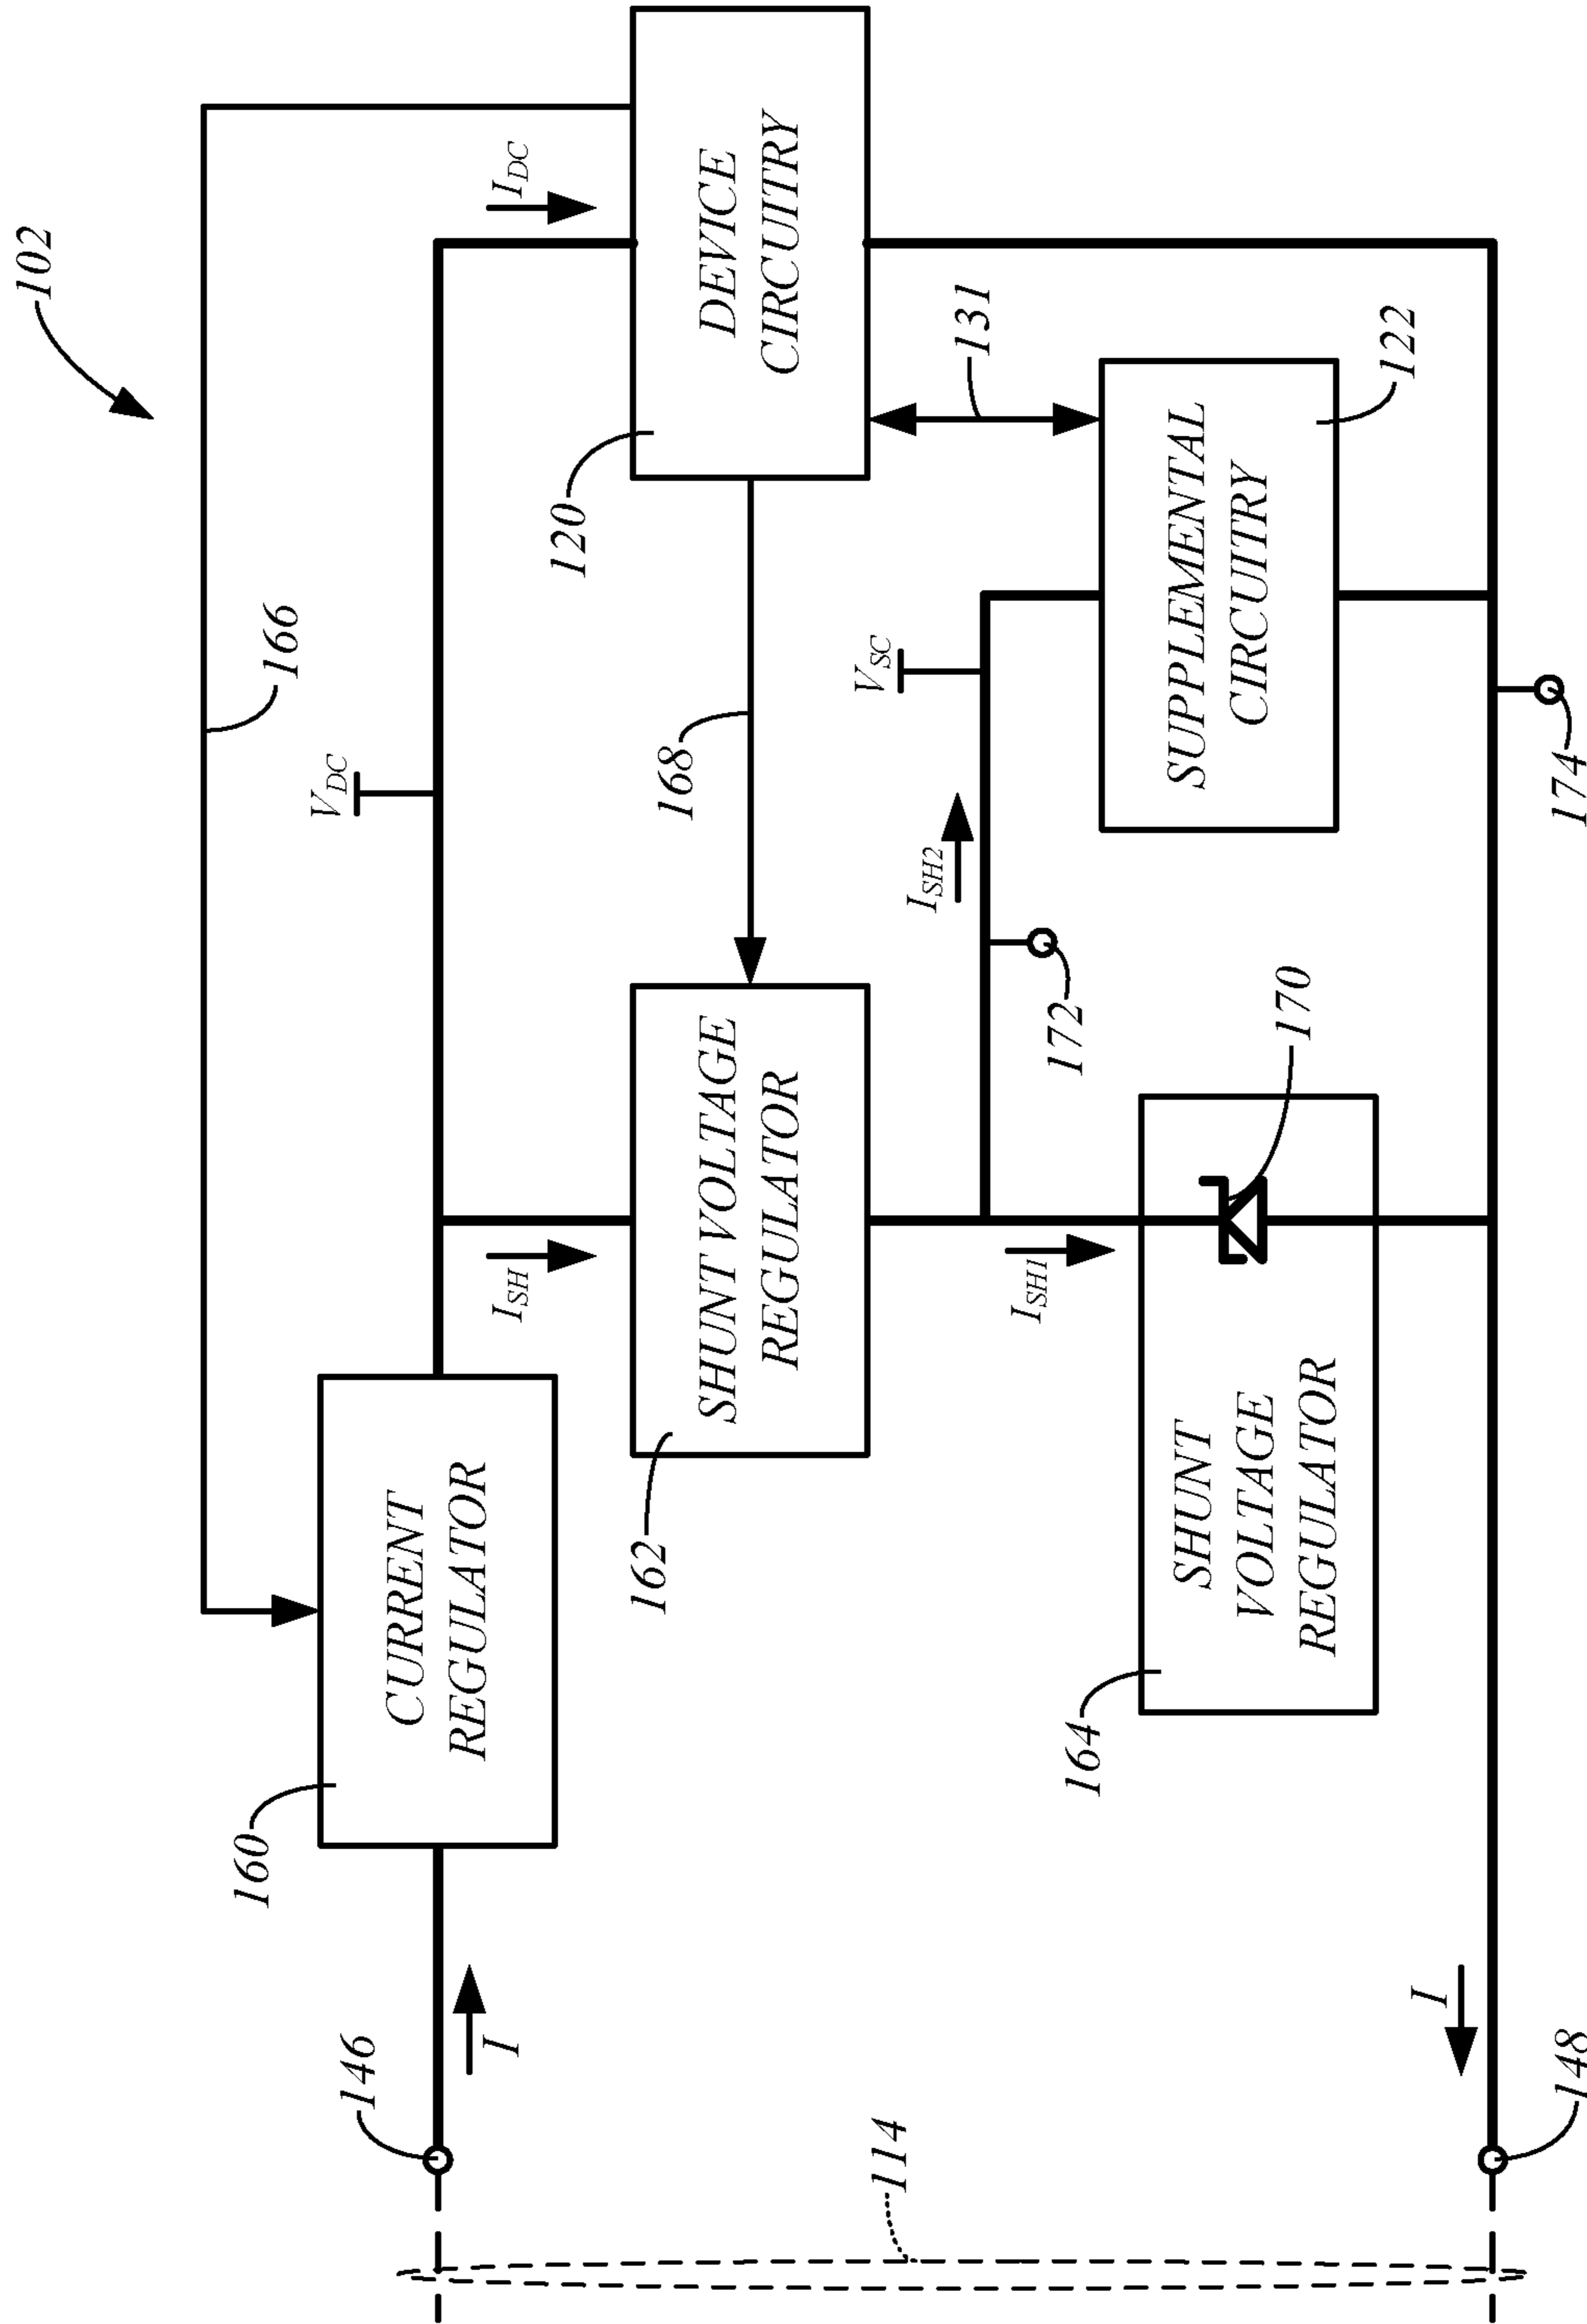 102
166
V_DC
I_DC
160
CURRENT
REGULATOR
146
I
I_SH
162
SHUNT VOLTAGE
REGULATOR
168
120
DEVICE
CIRCUITRY
131
V_SC
I_SH2
172
I_SH1
114
164
SHUNT
VOLTAGE
REGULATOR
170
SUPPLEMENTAL
CIRCUITRY
122
I
148
174